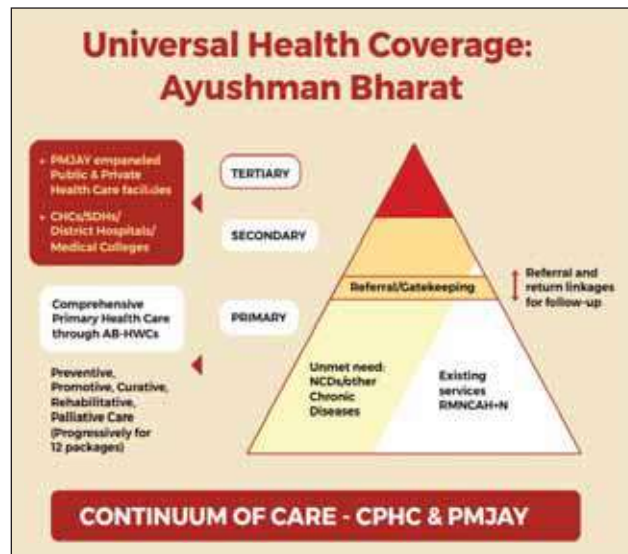 Universal Health Coverage:
Ayushman Bharat
• PMJAY empaneled
Public & Private
Health Care facilities
• CHCs/SDHs/
District Hospitals/
Medical Colleges
TERTIARY
SECONDARY
Referral/Gatekeeping
Referral and
return linkages
for follow-up
Comprehensive
Primary Health Care
through AB-HWCs
PRIMARY
Preventive,
Promotive, Curative,
Rehabilitative,
Palliative Care
(Progressively for
12 packages)
Unmet need:
NCDs/other
Chronic
Diseases
Existing
services
RMNCAH+N
CONTINUUM OF CARE - CPHC & PMJAY